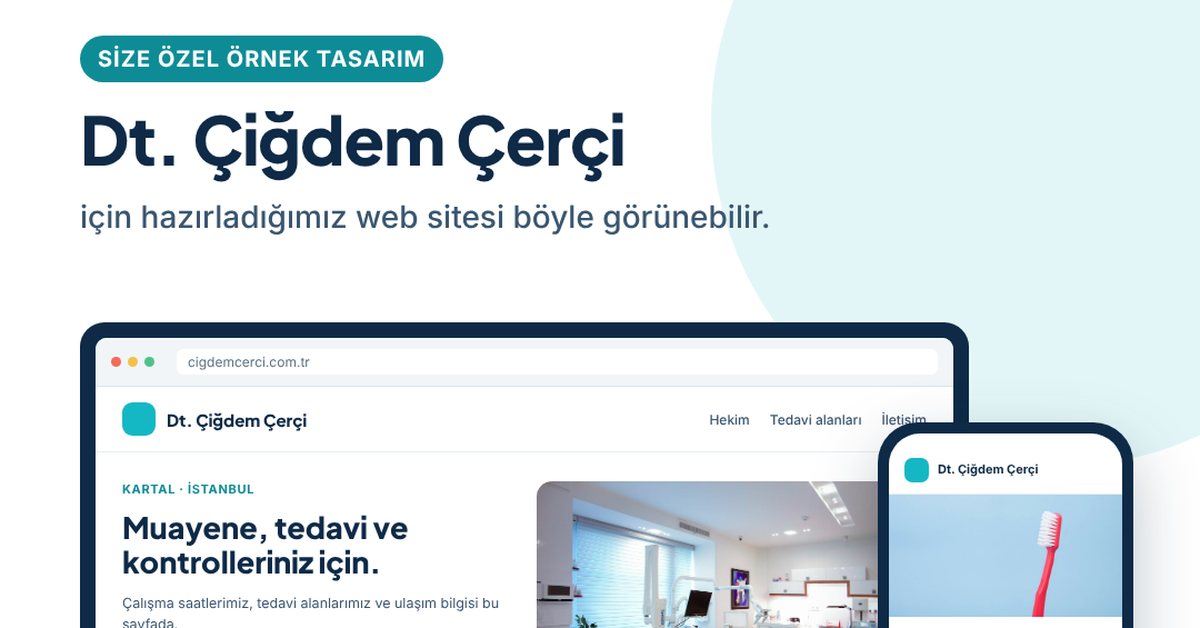 SİZE ÖZEL ÖRNEK TASARIM
Dt. Çiğdem Çerçi
için hazırladığımız web sitesi böyle görünebilir.
cigdemcerci.com.tr
Dt. Çiğdem Çerçi
Hekim Tedavi alanları İletişim
Dt. Çiğdem Çerçi
KARTAL · İSTANBUL
Muayene, tedavi ve
kontrolleriniz için.
Çalışma saatlerimiz, tedavi alanlarımız ve ulaşım bilgisi bu
sayfada.